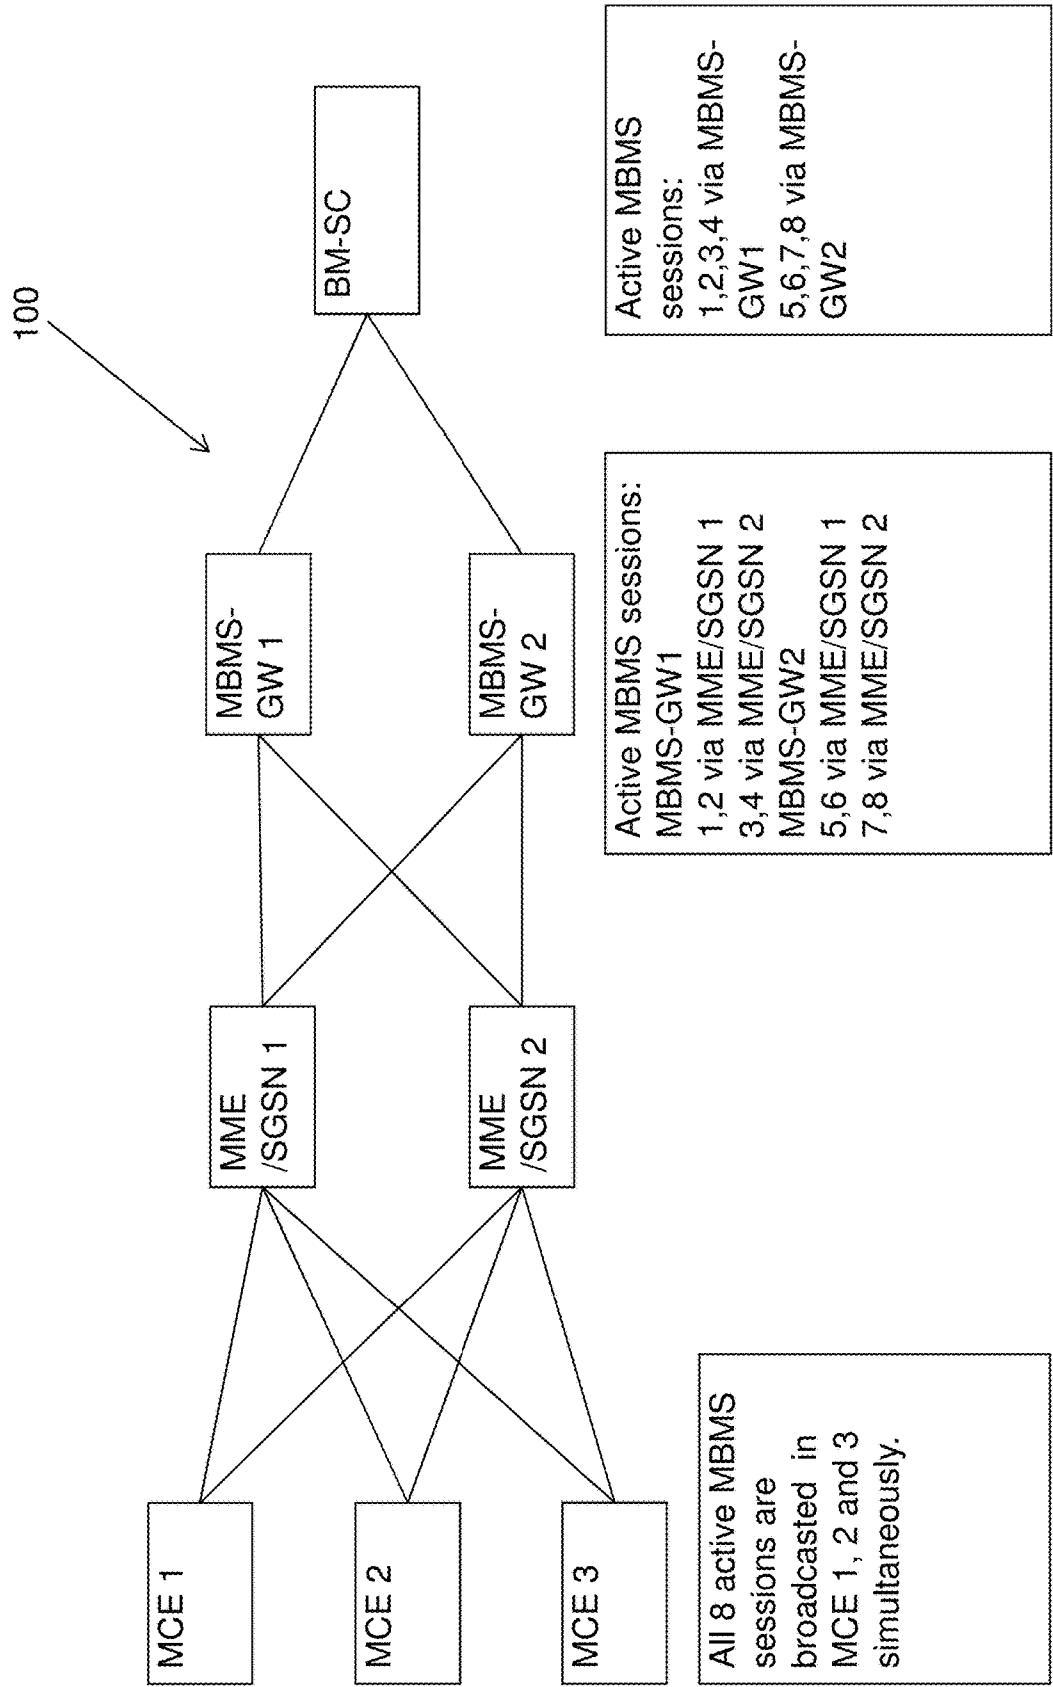 100
MCE 1
MCE 2
MCE 3
MME
/SGSN 1
MME
/SGSN 2
MBMS-
GW 1
MBMS-
GW 2
BM-SC
All 8 active MBMS
sessions are
broadcasted in
MCE 1, 2 and 3
simultaneously.
Active MBMS sessions:
MBMS-GW1
1,2 via MME/SGSN 1
3,4 via MME/SGSN 2
MBMS-GW2
5,6 via MME/SGSN 1
7,8 via MME/SGSN 2
Active MBMS
sessions:
1,2,3,4 via MBMS-
GW1
5,6,7,8 via MBMS-
GW2